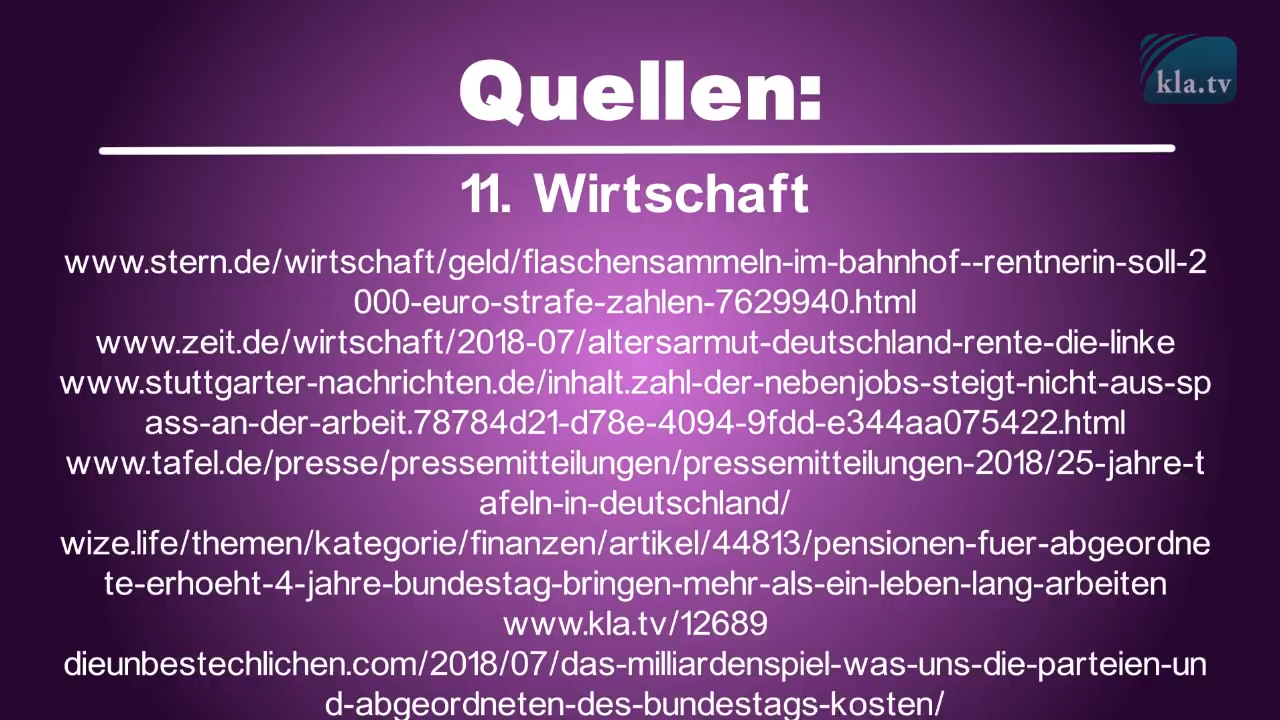 kla.tv
Quellen:
11. Wirtschaft
www.stern.de/wirtschaft/geld/flaschensammeln-im-bahnhof--rentnerin-soll-2
000-euro-strafe-zahlen-7629940.html
www.zeit.de/wirtschaft/2018-07/altersarmut-deutschland-rente-die-linke
www.stuttgarter-nachrichten.de/inhalt.zahl-der-nebenjobs-steigt-nicht-aus-sp
ass-an-der-arbeit.78784d21-d78e-4094-9fdd-e344aa075422.html
www.tafel.de/presse/pressemitteilungen/pressemitteilungen-2018/25-jahre-t
afeln-in-deutschland/
wize.life/themen/kategorie/finanzen/artikel/44813/pensionen-fuer-abgeordne
te-erhoeht-4-jahre-bundestag-bringen-mehr-als-ein-leben-lang-arbeiten
www.kla.tv/12689
dieunbestechlichen.com/2018/07/das-milliardenspiel-was-uns-die-parteien-un
d-abgeordneten-des-bundestags-kosten/